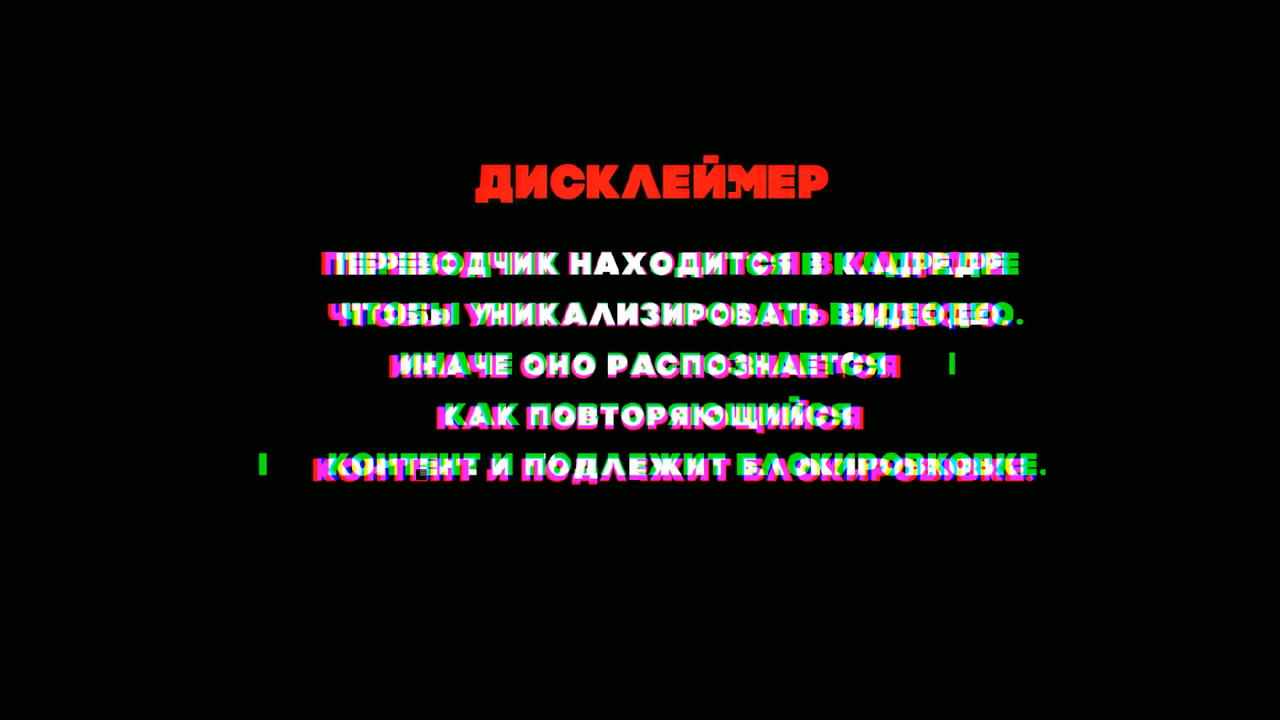 ДИСКЛЕЙМЕР
ПЕРЕВОДЧИК НАХОДИТСЯ В КАДРЕ
ЧТОБЫ УНИКАЛИЗИРОВАТЬ ВИДЕО.
ИНАЧЕ ОНО РАСПОЗНАЕТСЯ
КАК ПОВТОРЯЮЩИЙСЯ
КОНТЕНТ И ПОДЛЕЖИТ БЛОКИРОВКЕ.